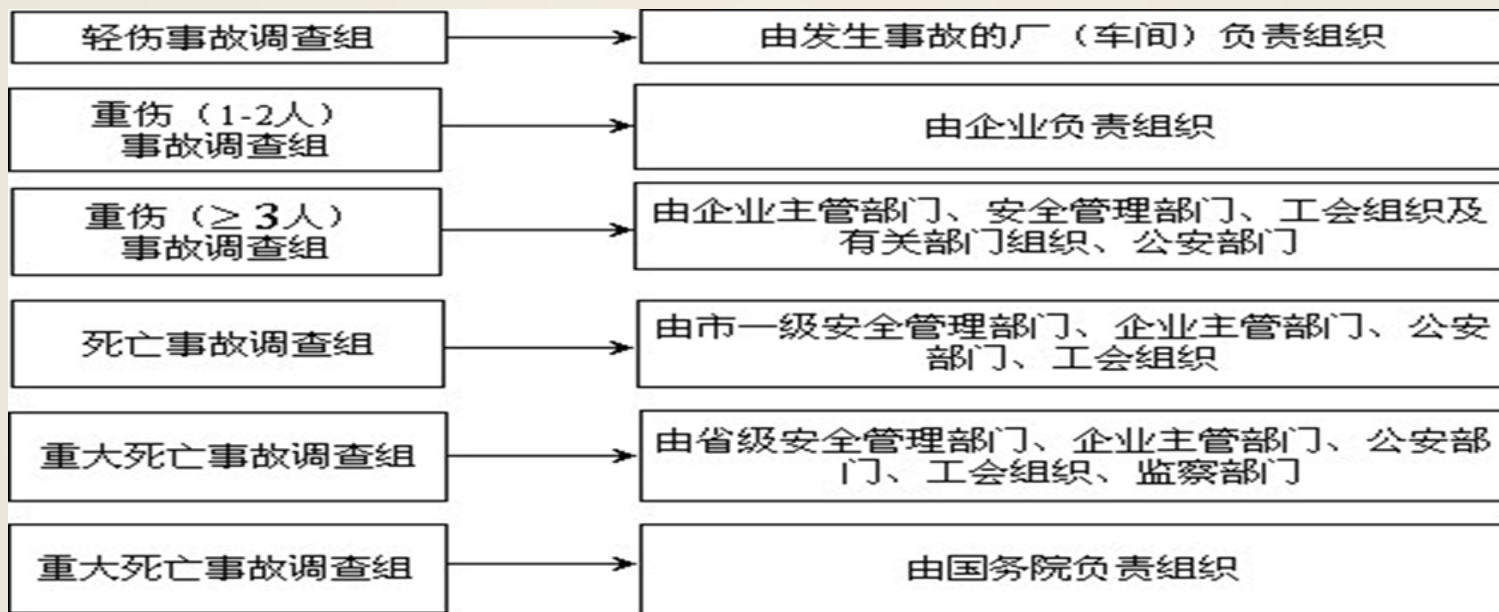 轻伤事故调查组
由发生事故的厂（车间）负责组织
重伤（1-2人）
事故调查组
由企业负责组织
重伤（≥3人）
事故调查组
由企业主管部门、安全管理部门、工会组织及
有关部门组织、公安部门
死亡事故调查组
由市一级安全管理部门、企业主管部门、公安
部门、工会组织
重大死亡事故调查组
由省级安全管理部门、企业主管部门、公安部
门、工会组织、监察部门
重大死亡事故调查组
由国务院负责组织